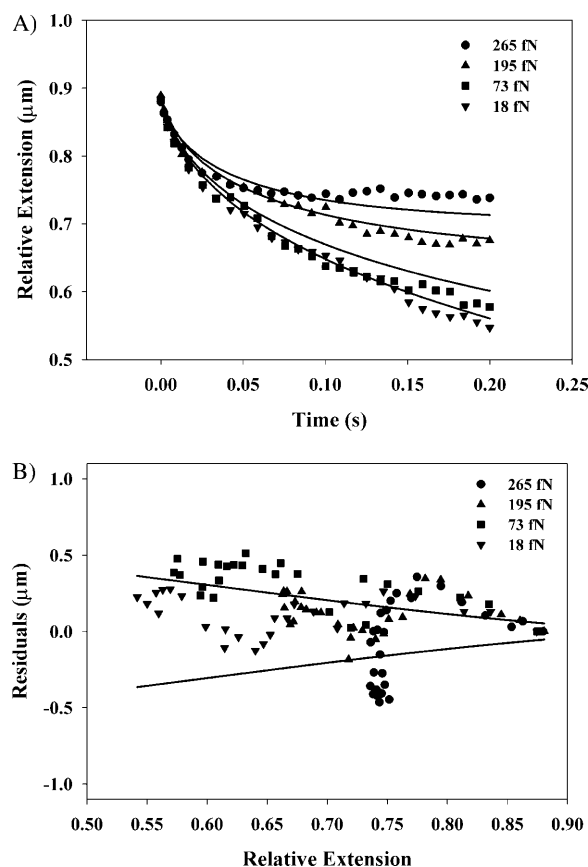 A)
265 fN
195 fN
73 fN
18 fN
Relative Extension (μm)
1.0
0.9
0.8
0.7
0.6
0.5
0.00 0.05 0.10 0.15 0.20 0.25
Time (s)
B)
265 fN
195 fN
73 fN
18 fN
Residuals (μm)
1.0
0.5
0.0
-0.5
-1.0
0.50 0.55 0.60 0.65 0.70 0.75 0.80 0.85 0.90
Relative Extension